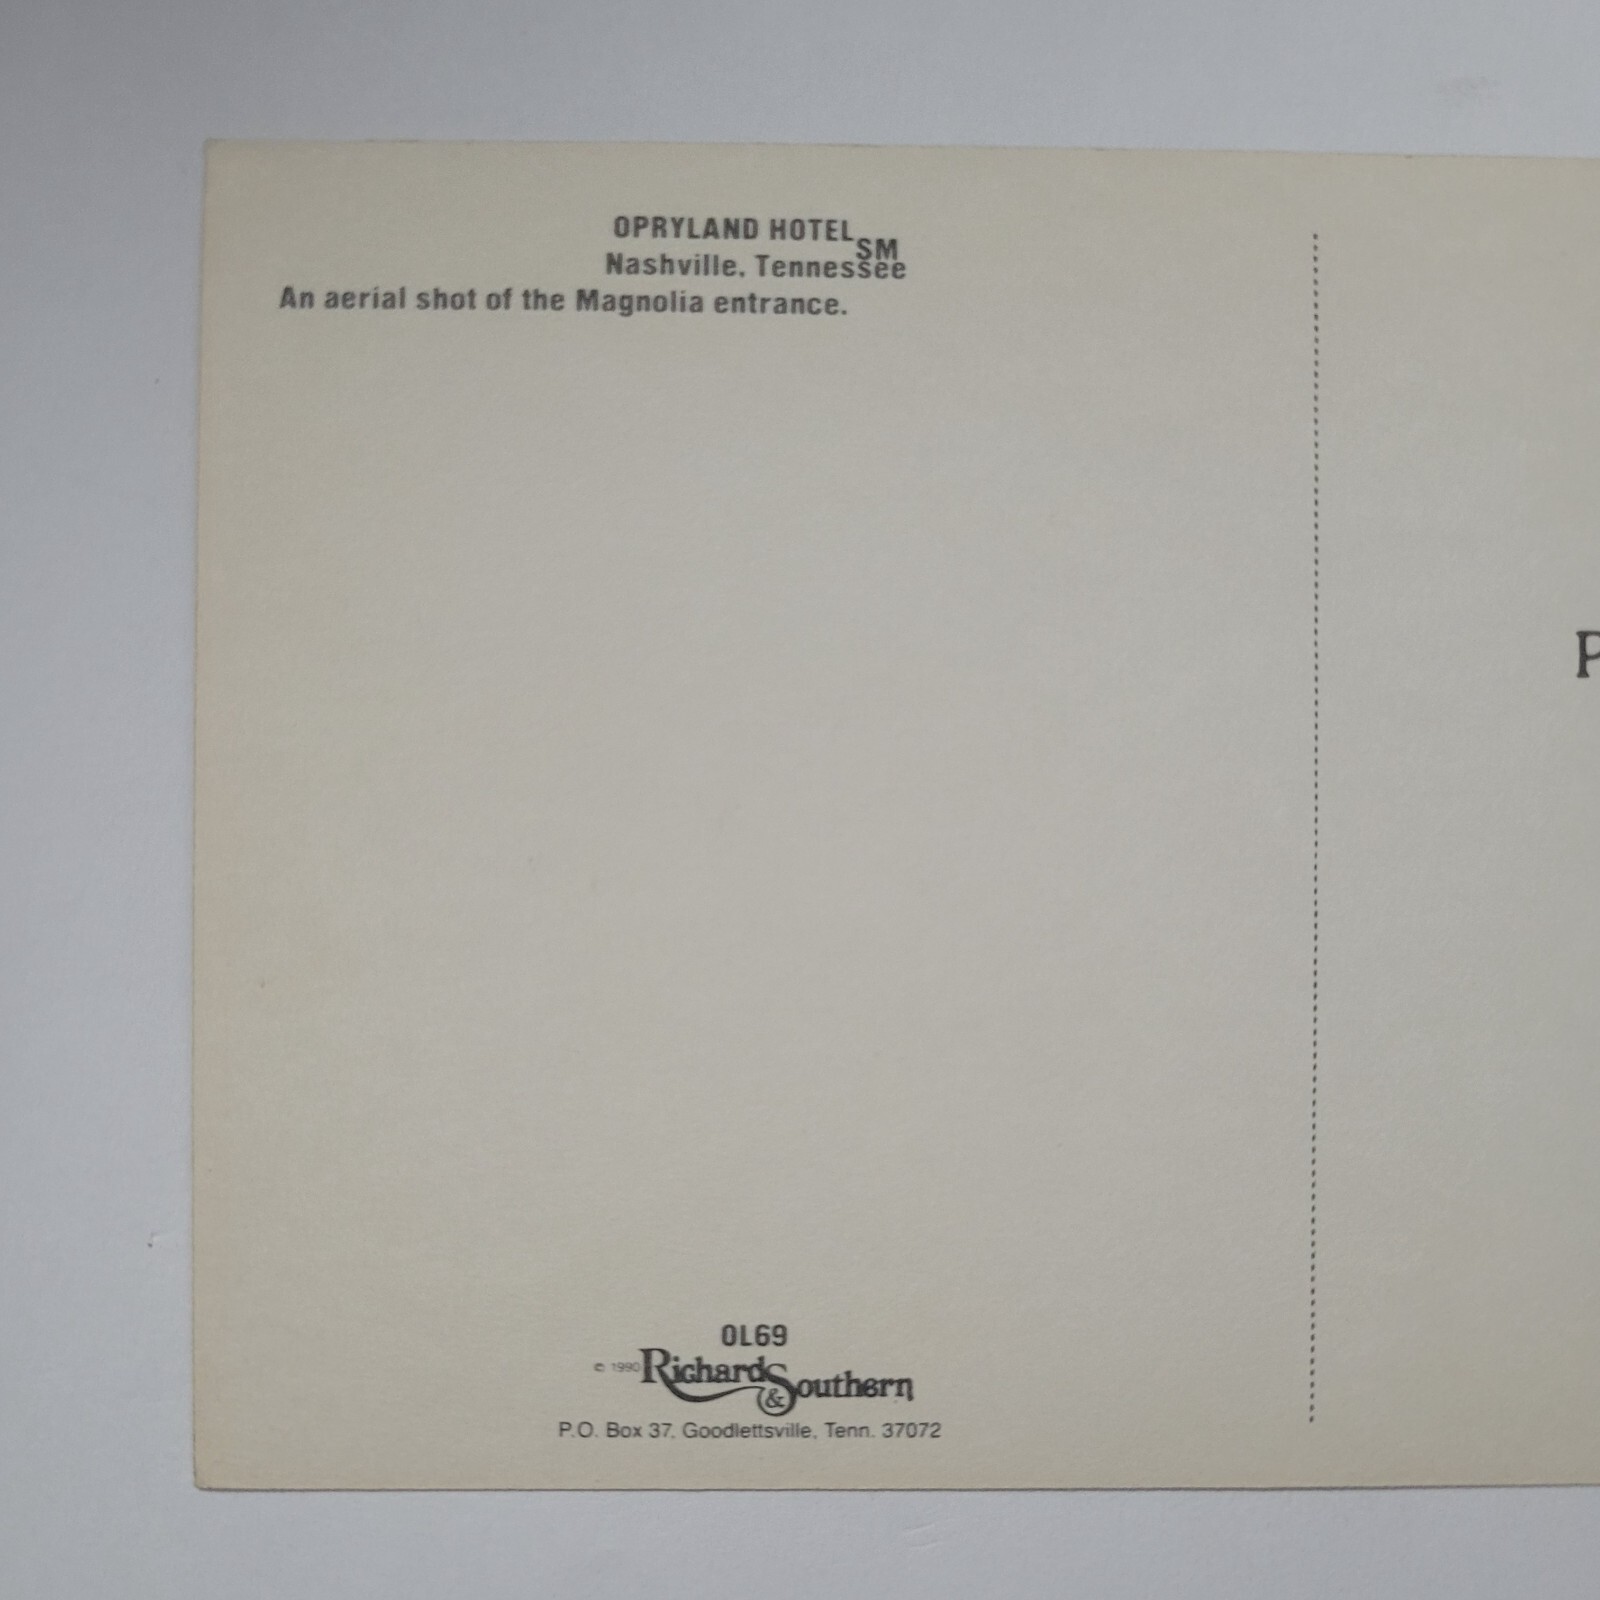 OPRYLAND HOTEL SM
Nashville, Tennessee
An aerial shot of the Magnolia entrance.
P
OL69
© 1990 Richards & Southern
P.O. Box 37, Goodlettsville, Tenn. 37072